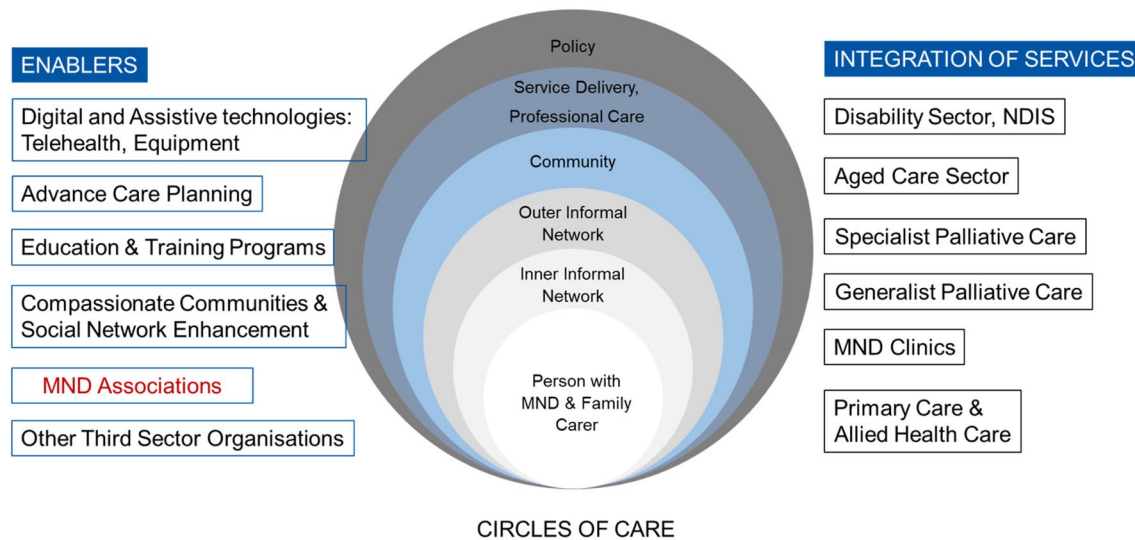 ENABLERS
Digital and Assistive technologies:
Telehealth, Equipment
Advance Care Planning
Education & Training Programs
Compassionate Communities &
Social Network Enhancement
MND Associations
Other Third Sector Organisations
Policy
Service Delivery,
Professional Care
Community
Outer Informal
Network
Inner Informal
Network
Person with
MND & Family
Carer
CIRCLES OF CARE
INTEGRATION OF SERVICES
Disability Sector, NDIS
Aged Care Sector
Specialist Palliative Care
Generalist Palliative Care
MND Clinics
Primary Care &
Allied Health Care